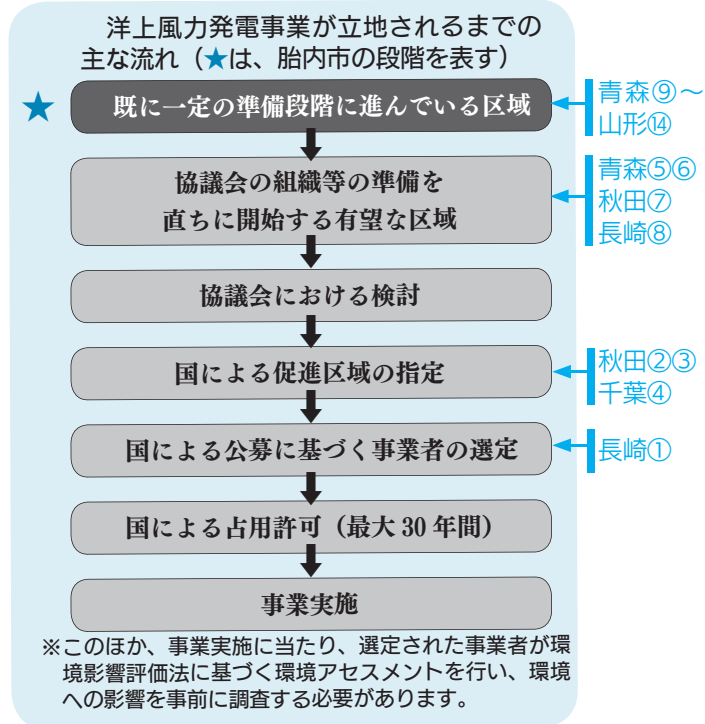 洋上風力発電事業が立地されるまでの
主な流れ（★は、胎内市の段階を表す）
★
既に一定の準備段階に進んでいる区域
青森⑨～
山形⑭
協議会の組織等の準備を
直ちに開始する有望な区域
青森⑤⑥
秋田⑦
長崎⑧
協議会における検討
国による促進区域の指定
秋田②③
千葉④
国による公募に基づく事業者の選定
長崎①
国による占用許可（最大 30 年間）
事業実施
※このほか、事業実施に当たり、選定された事業者が環
境影響評価法に基づく環境アセスメントを行い、環境
への影響を事前に調査する必要があります。